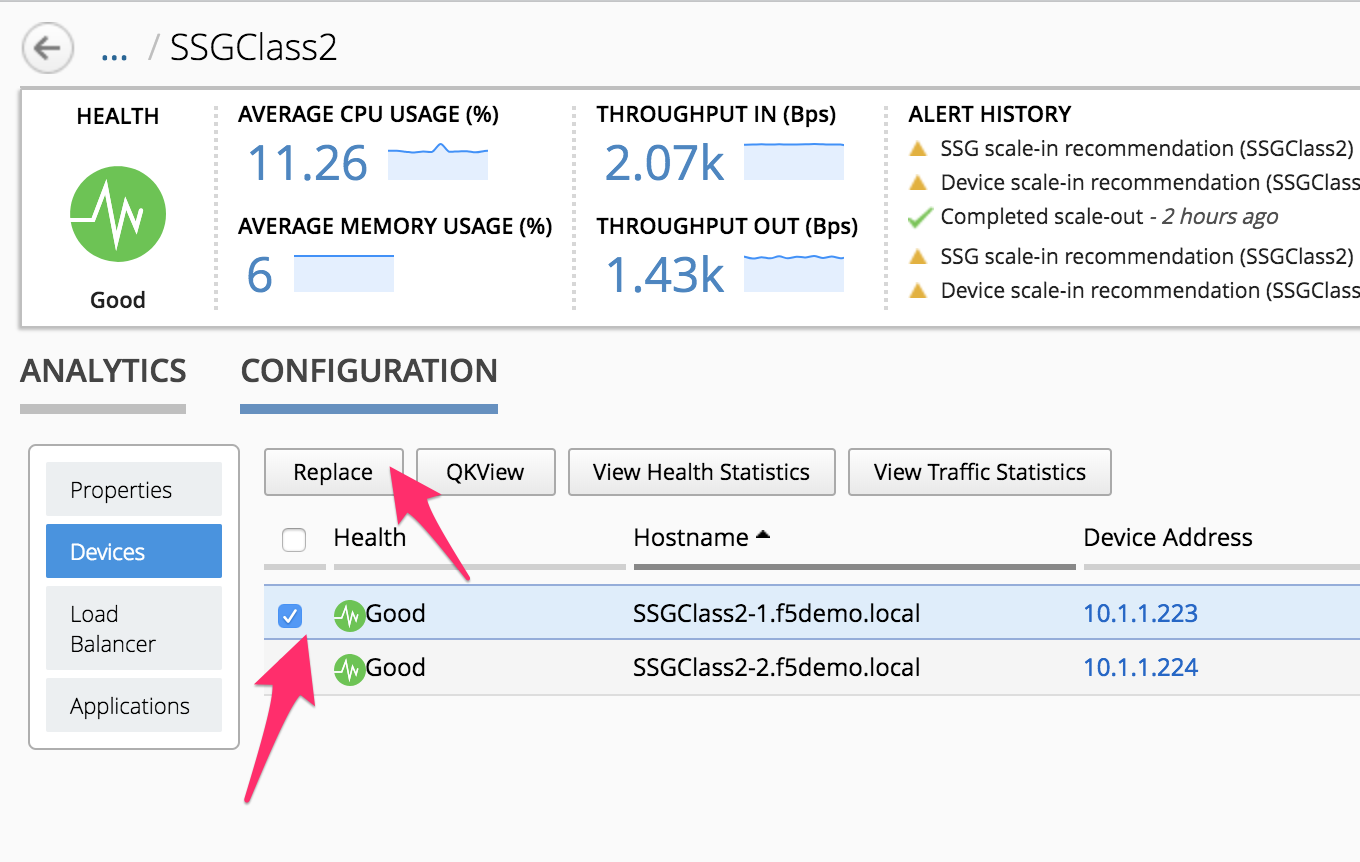 ... / SSGClass2
HEALTH
Good
AVERAGE CPU USAGE (%)
11.26
AVERAGE MEMORY USAGE (%)
6
THROUGHPUT IN (Bps)
2.07k
THROUGHPUT OUT (Bps)
1.43k
ALERT HISTORY
SSG scale-in recommendation (SSGClass2)
Device scale-in recommendation (SSGClass
Completed scale-out - 2 hours ago
SSG scale-in recommendation (SSGClass2)
Device scale-in recommendation (SSGClass
ANALYTICS CONFIGURATION
Properties
Devices
Load
Balancer
Applications
Replace QKView View Health Statistics View Traffic Statistics
Health Hostname Device Address
Good SSGClass2-1.f5demo.local 10.1.1.223
Good SSGClass2-2.f5demo.local 10.1.1.224